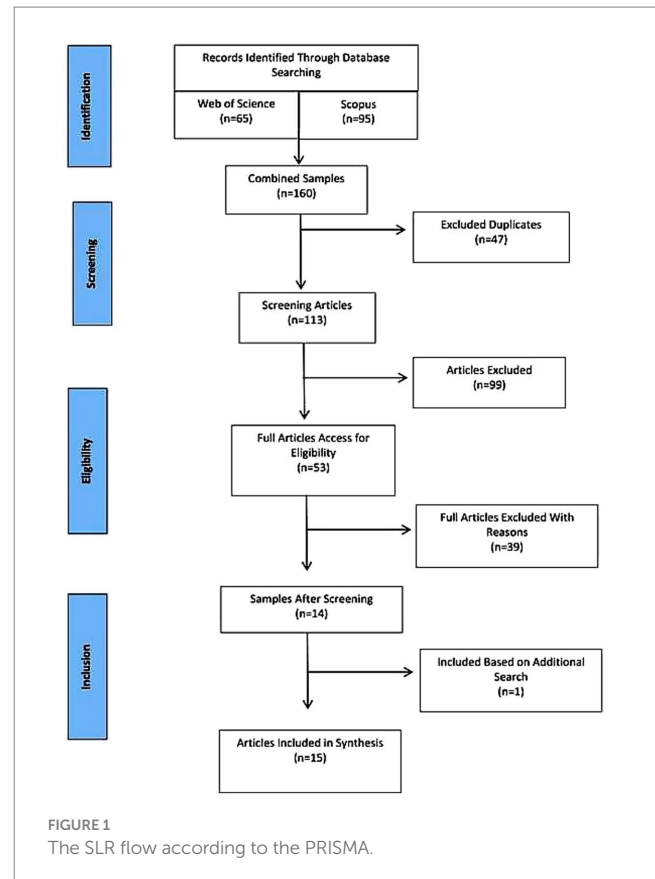 Identification
Records Identified Through Database
Searching
Web of Science
(n=65)
Scopus
(n=95)
Combined Samples
(n=160)
Screening
Excluded Duplicates
(n=47)
Screening Articles
(n=113)
Articles Excluded
(n=99)
Eligibility
Full Articles Access for
Eligibility
(n=53)
Full Articles Excluded With
Reasons
(n=39)
Inclusion
Samples After Screening
(n=14)
Included Based on Additional
Search
(n=1)
Articles Included in Synthesis
(n=15)
FIGURE 1
The SLR flow according to the PRISMA.